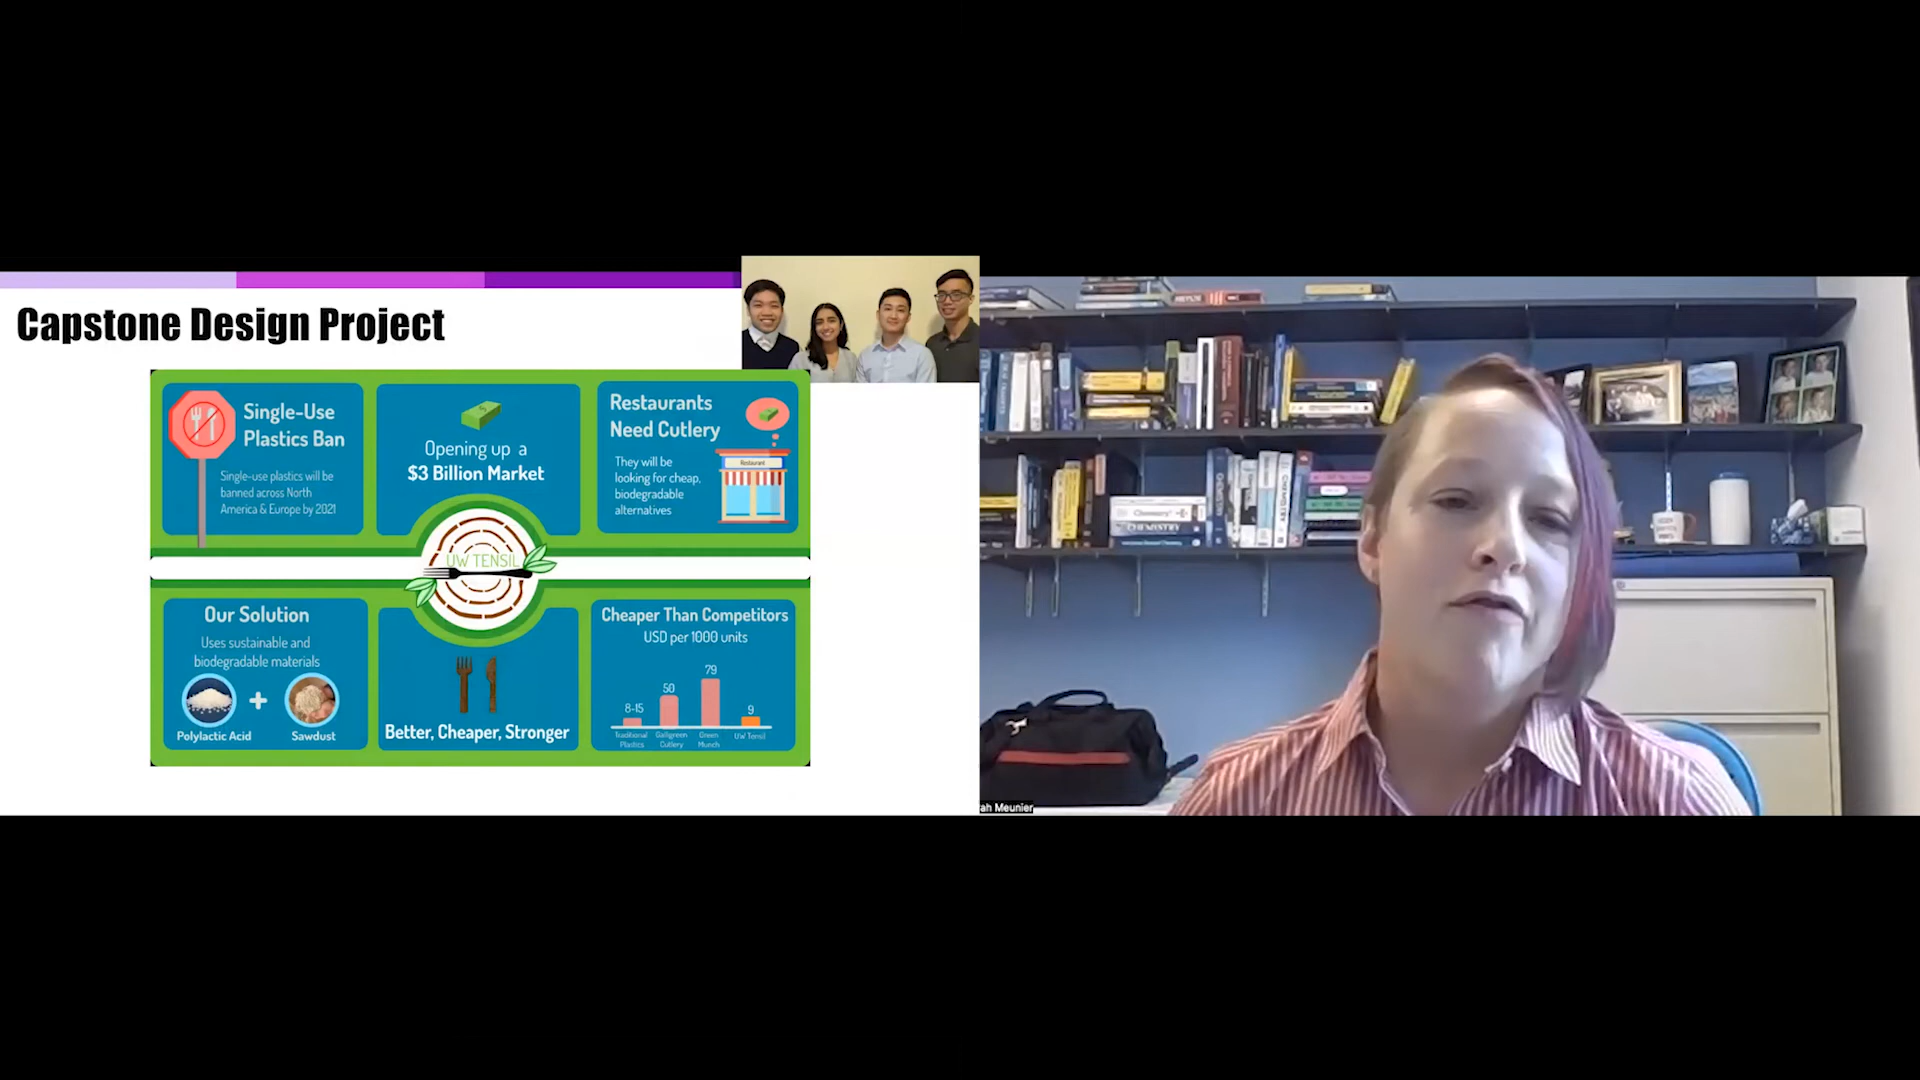 Capstone Design Project
Single-Use
Plastics Ban
Single-use plastics will be
banned across North
America & Europe by 2021
Opening up a
$3 Billion Market
Restaurants
Need Cutlery
They will be
looking for cheap,
biodegradable
alternatives
Restaurant
UW TENSIL
Our Solution
Uses sustainable and
biodegradable materials
+
Polylactic Acid
Sawdust
Better, Cheaper, Stronger
Cheaper Than Competitors
USD per 1000 units
8-15
50
79
9
Traditional
Plastics
Galligreen
Cutlery
Green
Munch
UW Tensil
Chemistry
CHEMISTRY
rah Meunier